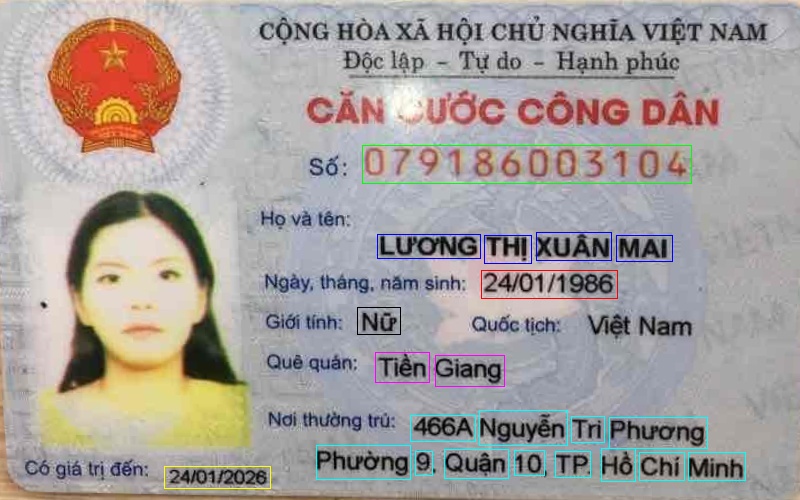 CỘNG HÒA XÃ HỘI CHỦ NGHĨA VIỆT NAM
Độc lập - Tự do - Hạnh phúc
CĂN CƯỚC CÔNG DÂN
Số: 079186003104
Họ và tên:
LƯƠNG THỊ XUÂN MAI
Ngày, tháng, năm sinh: 24/01/1986
Giới tính: Nữ Quốc tịch: Việt Nam
Quê quán: Tiền Giang
Nơi thường trú: 466A Nguyễn Tri Phương
Phường 9, Quận 10, TP. Hồ Chí Minh
Có giá trị đến: 24/01/2026